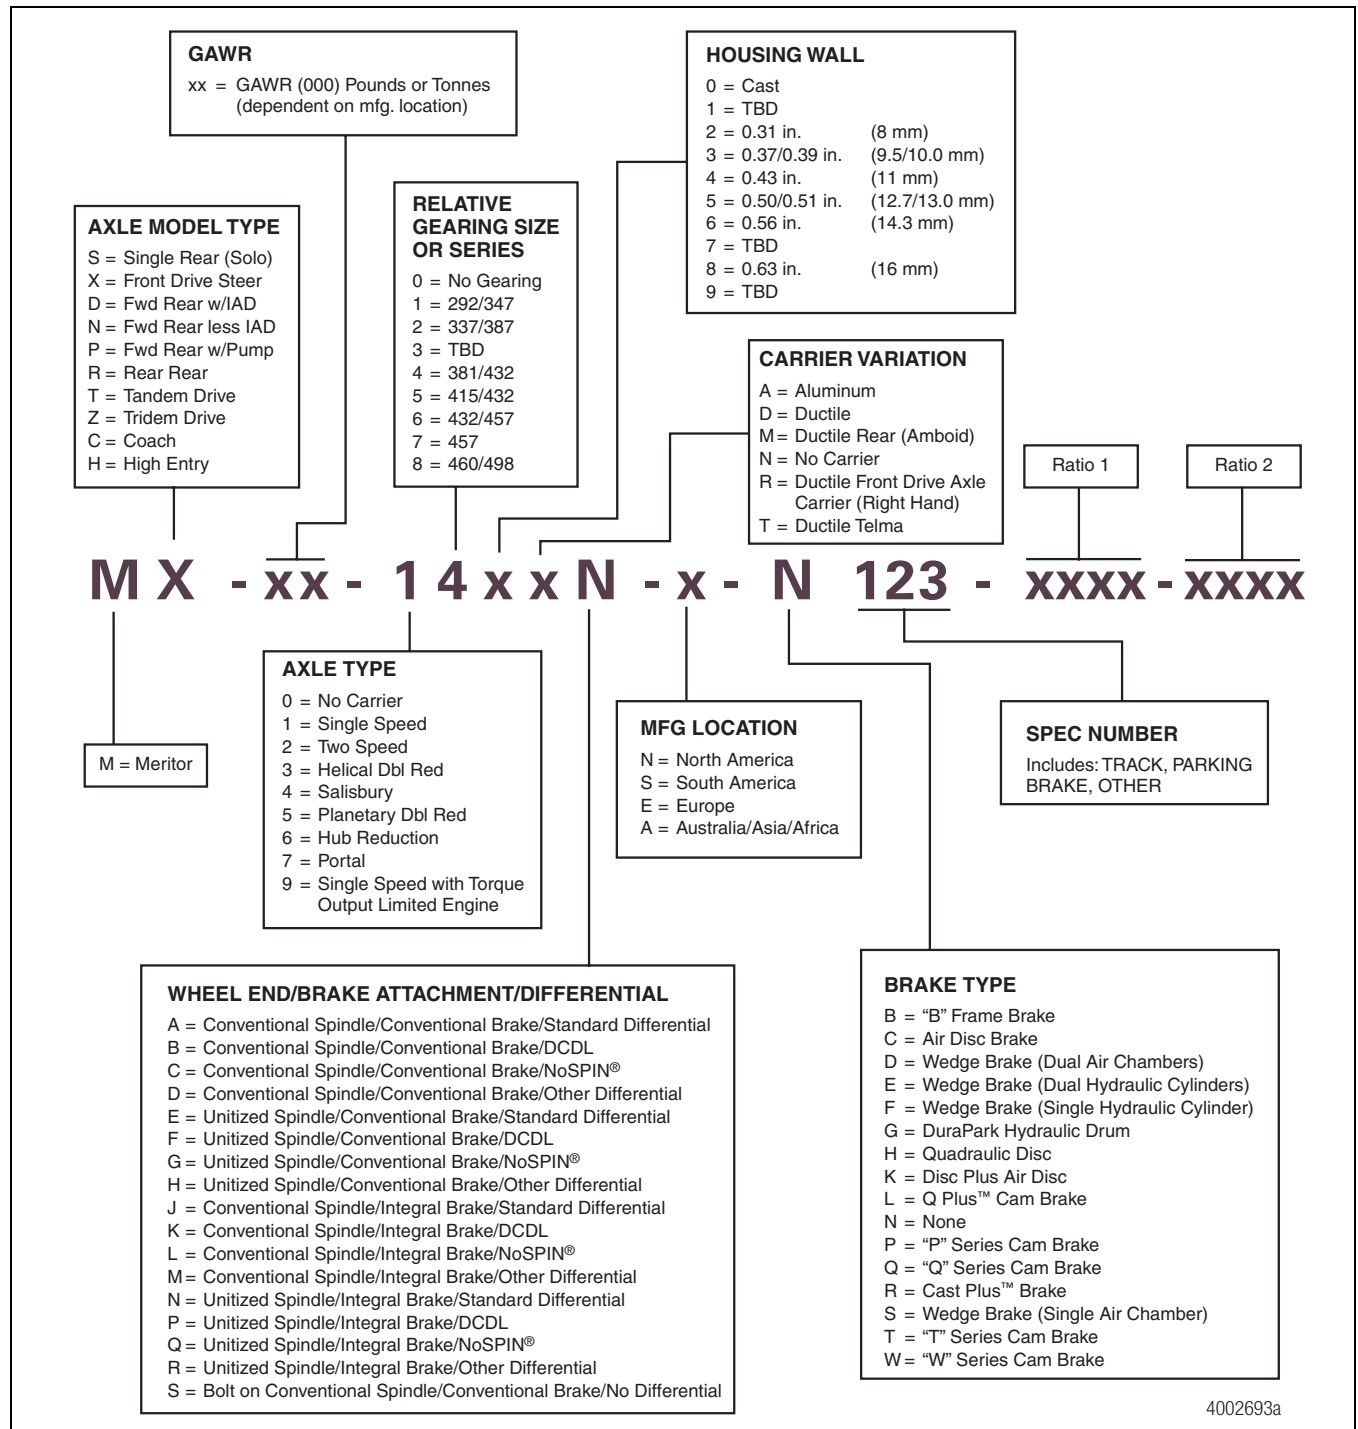 GAWR
xx = GAWR (000) Pounds or Tonnes
(dependent on mfg. location)
HOUSING WALL
0 = Cast
1 = TBD
2 = 0.31 in. (8 mm)
3 = 0.37/0.39 in. (9.5/10.0 mm)
4 = 0.43 in. (11 mm)
5 = 0.50/0.51 in. (12.7/13.0 mm)
6 = 0.56 in. (14.3 mm)
7 = TBD
8 = 0.63 in. (16 mm)
9 = TBD
AXLE MODEL TYPE
S = Single Rear (Solo)
X = Front Drive Steer
D = Fwd Rear w/IAD
N = Fwd Rear less IAD
P = Fwd Rear w/Pump
R = Rear Rear
T = Tandem Drive
Z = Tridem Drive
C = Coach
H = High Entry
RELATIVE
GEARING SIZE
OR SERIES
0 = No Gearing
1 = 292/347
2 = 337/387
3 = TBD
4 = 381/432
5 = 415/432
6 = 432/457
7 = 457
8 = 460/498
CARRIER VARIATION
A = Aluminum
D = Ductile
M = Ductile Rear (Amboid)
N = No Carrier
R = Ductile Front Drive Axle
Carrier (Right Hand)
T = Ductile Telma
Ratio 1
Ratio 2
M X - xx - 1 4 x x N - x - N 123 - xxxx - xxxx
M = Meritor
AXLE TYPE
0 = No Carrier
1 = Single Speed
2 = Two Speed
3 = Helical Dbl Red
4 = Salisbury
5 = Planetary Dbl Red
6 = Hub Reduction
7 = Portal
9 = Single Speed with Torque
Output Limited Engine
MFG LOCATION
N = North America
S = South America
E = Europe
A = Australia/Asia/Africa
SPEC NUMBER
Includes: TRACK, PARKING
BRAKE, OTHER
WHEEL END/BRAKE ATTACHMENT/DIFFERENTIAL
A = Conventional Spindle/Conventional Brake/Standard Differential
B = Conventional Spindle/Conventional Brake/DCDL
C = Conventional Spindle/Conventional Brake/NoSPIN®
D = Conventional Spindle/Conventional Brake/Other Differential
E = Unitized Spindle/Conventional Brake/Standard Differential
F = Unitized Spindle/Conventional Brake/DCDL
G = Unitized Spindle/Conventional Brake/NoSPIN®
H = Unitized Spindle/Conventional Brake/Other Differential
J = Conventional Spindle/Integral Brake/Standard Differential
K = Conventional Spindle/Integral Brake/DCDL
L = Conventional Spindle/Integral Brake/NoSPIN®
M = Conventional Spindle/Integral Brake/Other Differential
N = Unitized Spindle/Integral Brake/Standard Differential
P = Unitized Spindle/Integral Brake/DCDL
Q = Unitized Spindle/Integral Brake/NoSPIN®
R = Unitized Spindle/Integral Brake/Other Differential
S = Bolt on Conventional Spindle/Conventional Brake/No Differential
BRAKE TYPE
B = “B” Frame Brake
C = Air Disc Brake
D = Wedge Brake (Dual Air Chambers)
E = Wedge Brake (Dual Hydraulic Cylinders)
F = Wedge Brake (Single Hydraulic Cylinder)
G = DuraPark Hydraulic Drum
H = Quadraulic Disc
K = Disc Plus Air Disc
L = Q Plus™ Cam Brake
N = None
P = “P” Series Cam Brake
Q = “Q” Series Cam Brake
R = Cast Plus™ Brake
S = Wedge Brake (Single Air Chamber)
T = “T” Series Cam Brake
W = “W” Series Cam Brake
4002693a